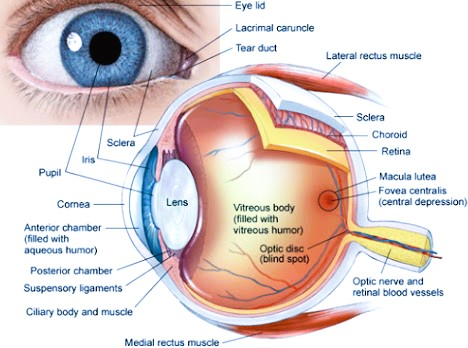 Eye lid
Lacrimal caruncle
Tear duct
Lateral rectus muscle
Sclera
Choroid
Retina
Sclera
Iris
Pupil
Macula lutea
Fovea centralis
(central depression)
Cornea
Lens
Vitreous body
(filled with
vitreous humor)
Anterior chamber
(filled with
aqueous humor)
Optic disc
(blind spot)
Posterior chamber
Suspensory ligaments
Optic nerve and
retinal blood vessels
Ciliary body and muscle
Medial rectus muscle